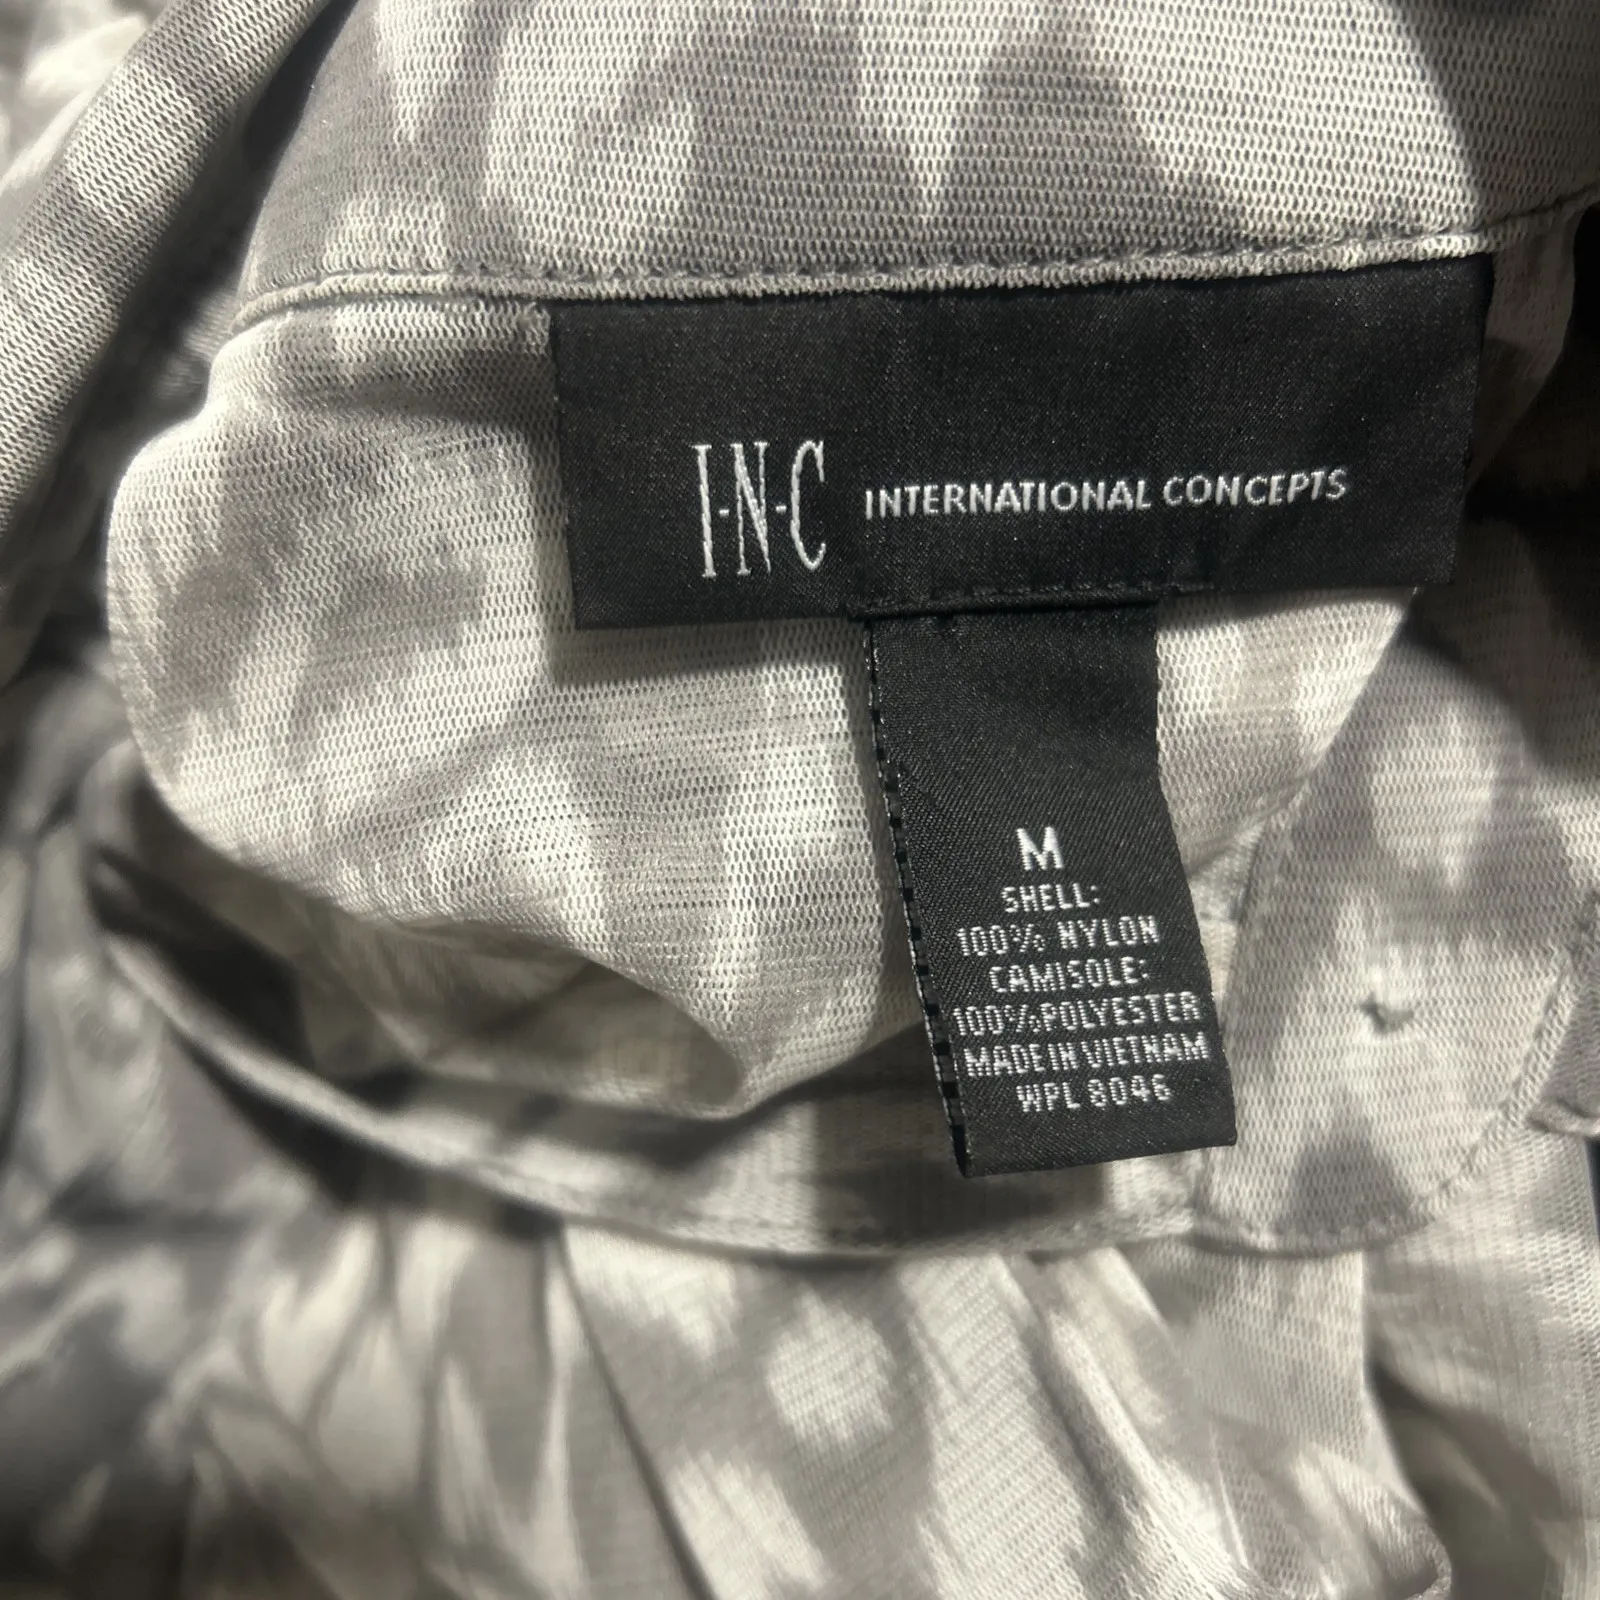 I·N·C INTERNATIONAL CONCEPTS
M
SHELL:
100% NYLON
CAMISOLE:
100% POLYESTER
MADE IN VIETNAM
WPL 8046